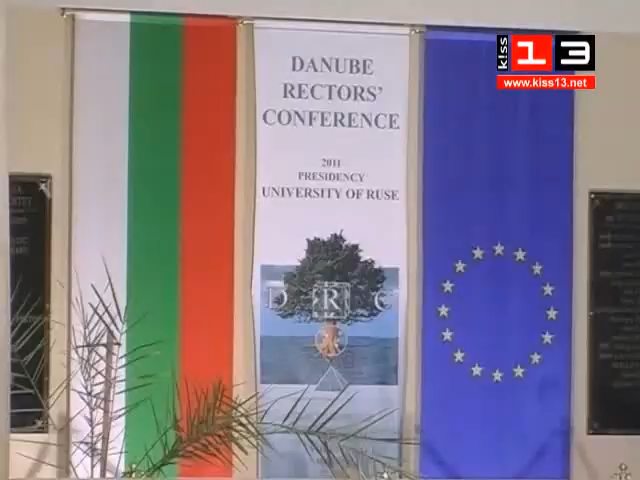 kiss 13
www.kiss13.net
DANUBE
RECTORS'
CONFERENCE
2011
PRESIDENCY
UNIVERSITY OF RUSE
D R C